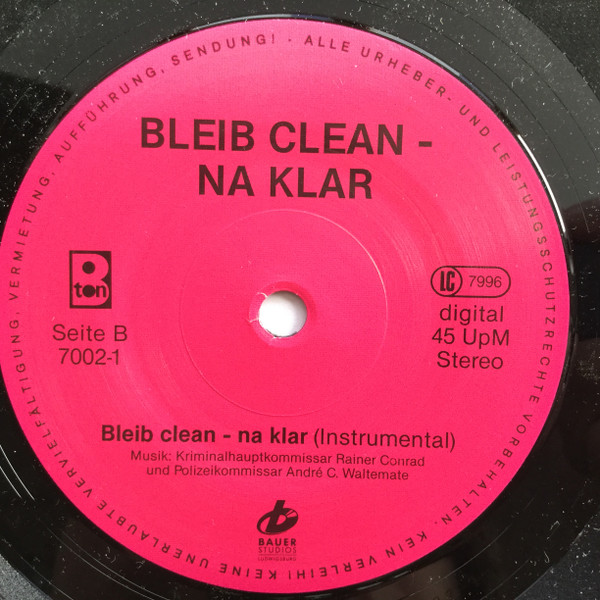 ALLE URHEBER- UND LEISTUNGSSCHUTZRECHTE VORBEHALTEN. KEIN VERLEIH! KEINE UNERLAUBTE VERVIELFÄLTIGUNG, VERMIETUNG, AUFFÜHRUNG, SENDUNG! -
BLEIB CLEAN -
NA KLAR
B
ton
LC 7996
Seite B
7002-1
digital
45 UpM
Stereo
Bleib clean - na klar (Instrumental)
Musik: Kriminalhauptkommissar Rainer Conrad
und Polizeikommissar André C. Waltemate
b
BAUER
STUDIOS
LUDWIGSBURG